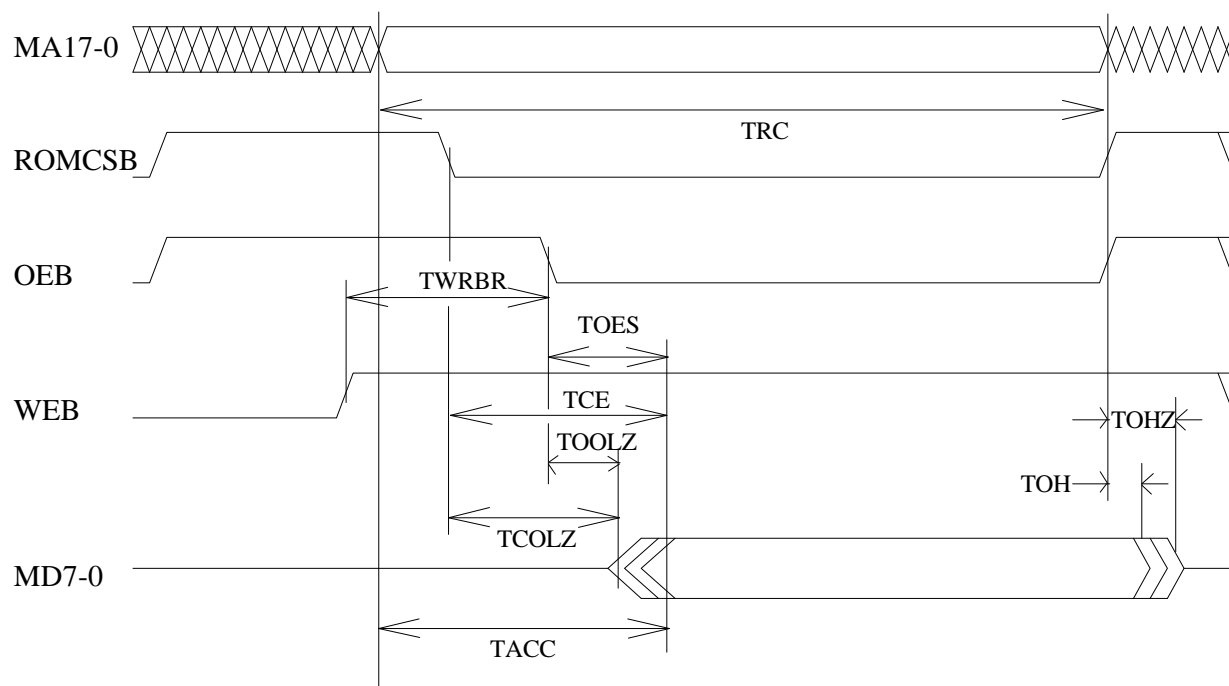 MA17-0
TRC
ROMCSB
OEB
TWRBR
TOES
WEB
TCE
TOHZ
TOOLZ
TOH
TCOLZ
MD7-0
TACC